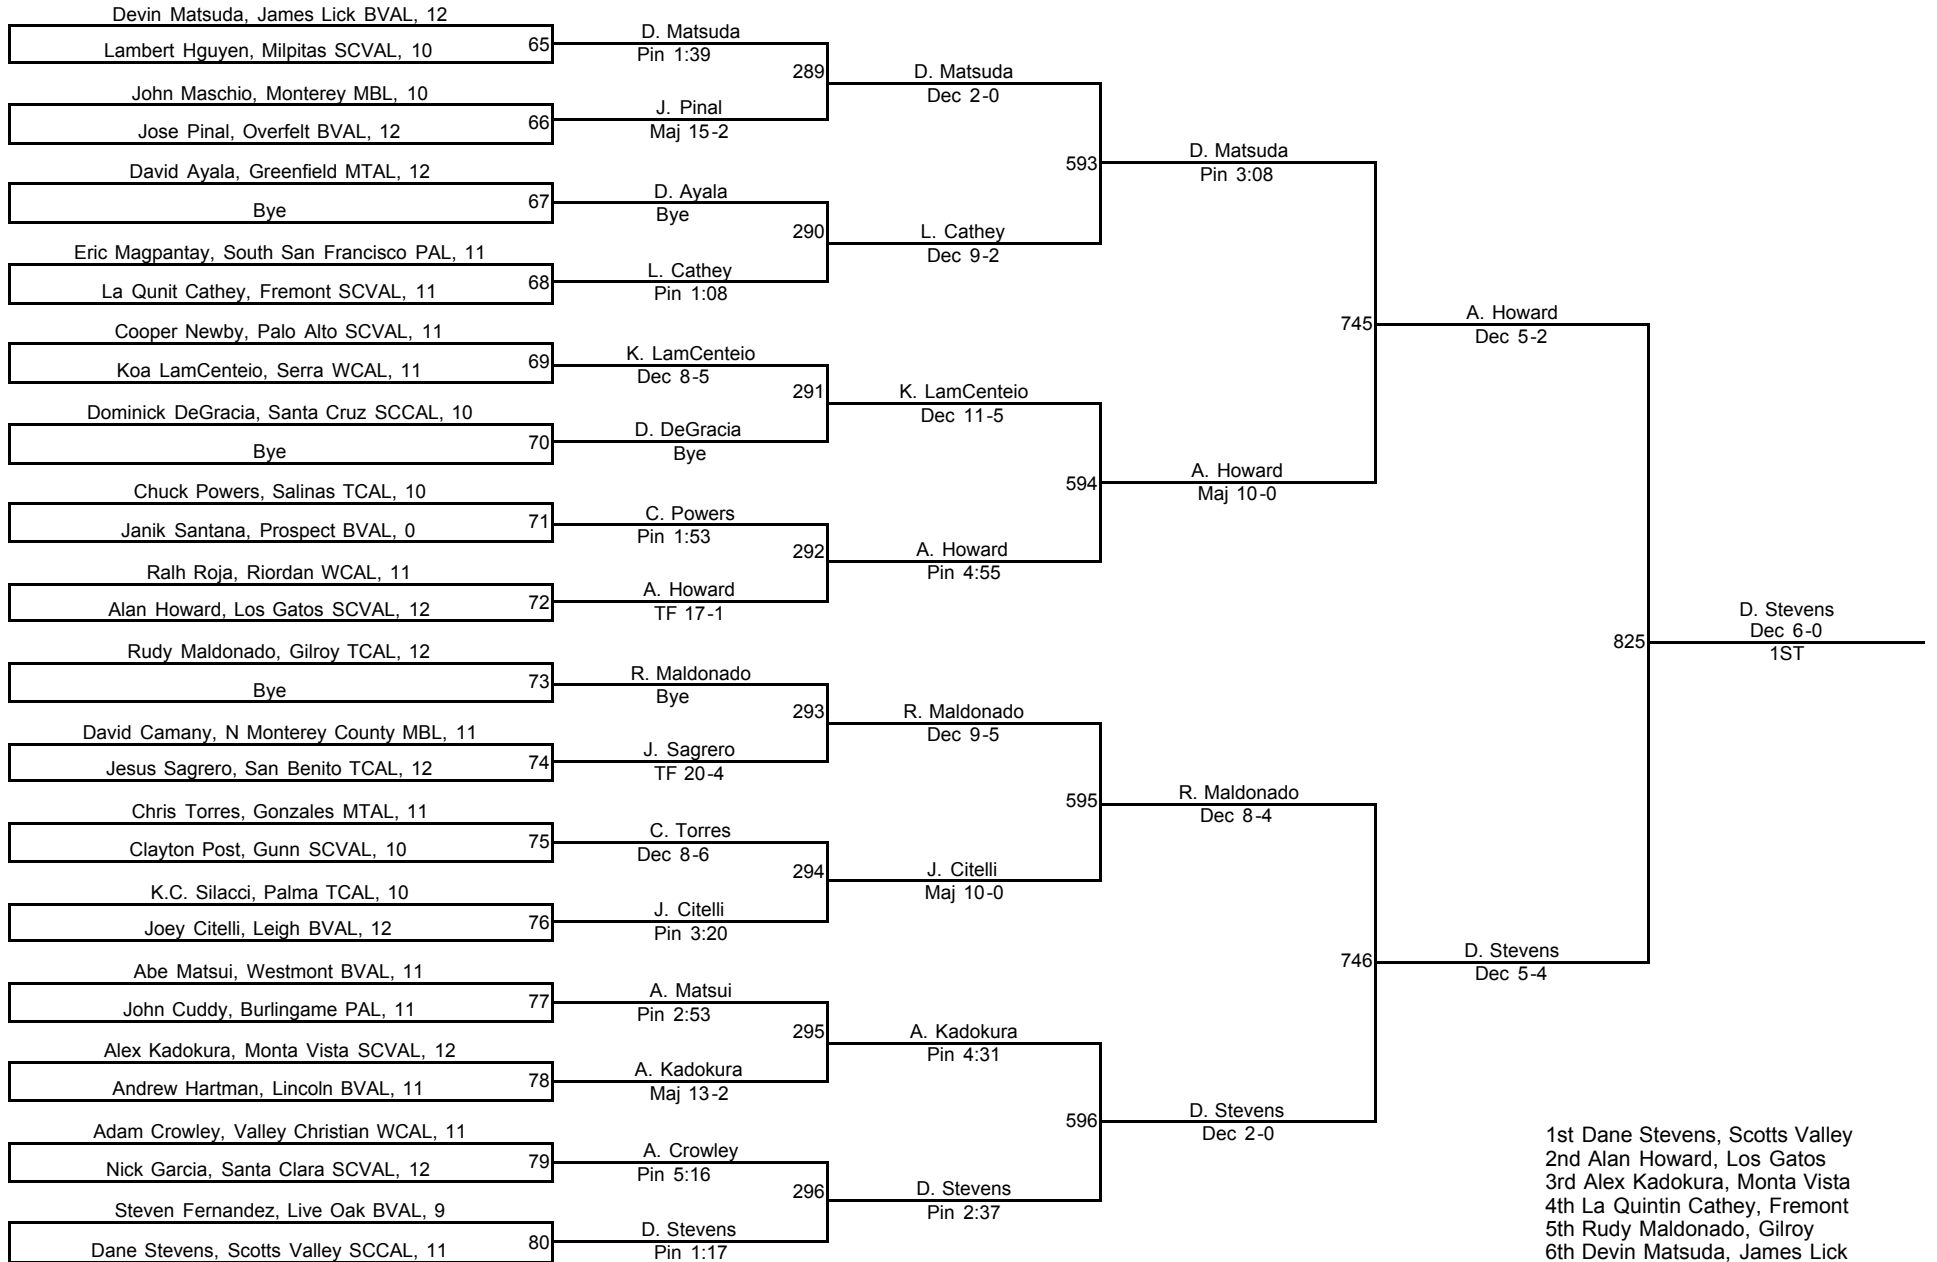 Devin Matsuda, James Lick BVAL, 12
Lambert Hguyen, Milpitas SCVAL, 10
65
John Maschio, Monterey MBL, 10
Jose Pinal, Overfelt BVAL, 12
66
David Ayala, Greenfield MTAL, 12
Bye
67
Eric Magpantay, South San Francisco PAL, 11
La Qunit Cathey, Fremont SCVAL, 11
68
Cooper Newby, Palo Alto SCVAL, 11
Koa LamCenteio, Serra WCAL, 11
69
Dominick DeGracia, Santa Cruz SCCAL, 10
Bye
70
Chuck Powers, Salinas TCAL, 10
Janik Santana, Prospect BVAL, 0
71
Ralh Roja, Riordan WCAL, 11
Alan Howard, Los Gatos SCVAL, 12
72
Rudy Maldonado, Gilroy TCAL, 12
Bye
73
David Camany, N Monterey County MBL, 11
Jesus Sagrero, San Benito TCAL, 12
74
Chris Torres, Gonzales MTAL, 11
Clayton Post, Gunn SCVAL, 10
75
K.C. Silacci, Palma TCAL, 10
Joey Citelli, Leigh BVAL, 12
76
Abe Matsui, Westmont BVAL, 11
John Cuddy, Burlingame PAL, 11
77
Alex Kadokura, Monta Vista SCVAL, 12
Andrew Hartman, Lincoln BVAL, 11
78
Adam Crowley, Valley Christian WCAL, 11
Nick Garcia, Santa Clara SCVAL, 12
79
Steven Fernandez, Live Oak BVAL, 9
Dane Stevens, Scotts Valley SCCAL, 11
80
D. Matsuda
Pin 1:39
289
J. Pinal
Maj 15-2
D. Ayala
Bye
290
L. Cathey
Pin 1:08
K. LamCenteio
Dec 8-5
291
D. DeGracia
Bye
C. Powers
Pin 1:53
292
A. Howard
TF 17-1
R. Maldonado
Bye
293
J. Sagrero
TF 20-4
C. Torres
Dec 8-6
294
J. Citelli
Pin 3:20
A. Matsui
Pin 2:53
295
A. Kadokura
Maj 13-2
A. Crowley
Pin 5:16
296
D. Stevens
Pin 1:17
D. Matsuda
Dec 2-0
593
L. Cathey
Dec 9-2
K. LamCenteio
Dec 11-5
594
A. Howard
Pin 4:55
R. Maldonado
Dec 9-5
595
J. Citelli
Maj 10-0
A. Kadokura
Pin 4:31
596
D. Stevens
Pin 2:37
D. Matsuda
Pin 3:08
745
A. Howard
Maj 10-0
R. Maldonado
Dec 8-4
746
D. Stevens
Dec 2-0
A. Howard
Dec 5-2
825
D. Stevens
Dec 5-4
D. Stevens
Dec 6-0
1ST
1st Dane Stevens, Scotts Valley
2nd Alan Howard, Los Gatos
3rd Alex Kadokura, Monta Vista
4th La Quintin Cathey, Fremont
5th Rudy Maldonado, Gilroy
6th Devin Matsuda, James Lick